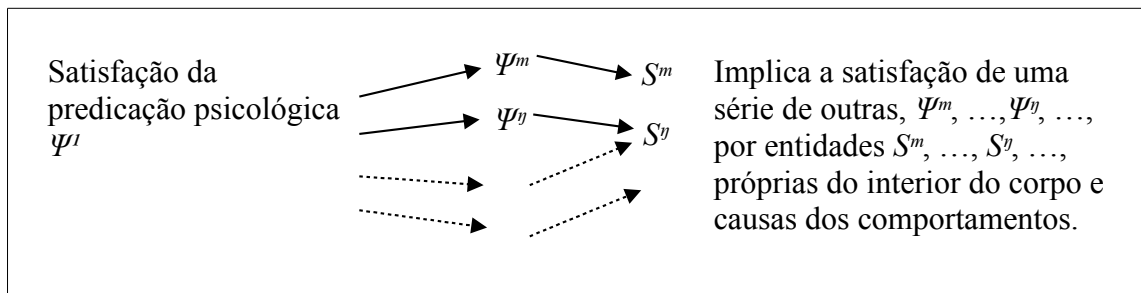 Satisfação da
predicação psicológica
Ψ¹
Ψᵐ
Sᵐ
Ψᵑ
Sᵑ
Implica a satisfação de uma
série de outras, Ψᵐ, …,Ψᵑ, …,
por entidades Sᵐ, …, Sᵑ, …,
próprias do interior do corpo e
causas dos comportamentos.